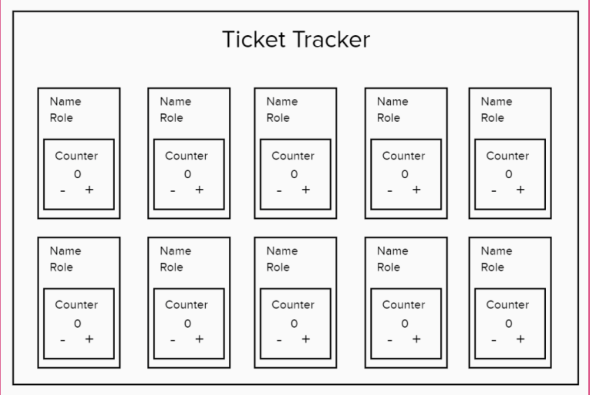 Ticket Tracker
Name Name Name Name Name
Role Role Role Role Role
Counter Counter Counter Counter Counter
0 0 0 0 0
- + - + - + - + - +
Name Name Name Name Name
Role Role Role Role Role
Counter Counter Counter Counter Counter
0 0 0 0 0
- + - + - + - + - +